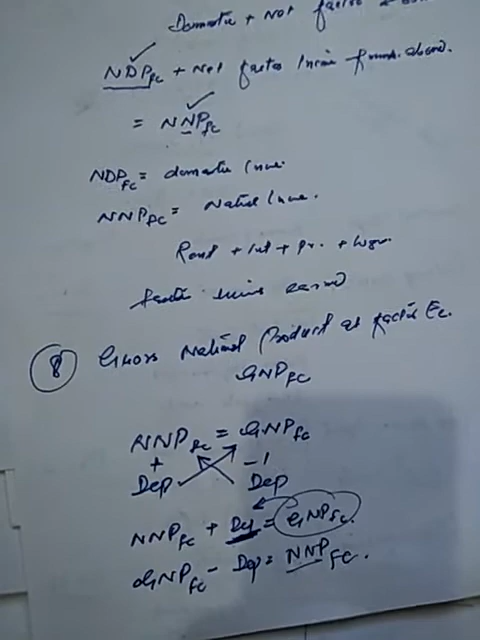 Domestic + Net factor
NDPfc + Net factor Income from abroad.
= NNPfc
NDPfc = domestic Income.
NNPfc = National Income.
Rent + Int + Pr. + Wages.
factor income earned
8 Gross National Product at factor Ec.
GNPfc
NNPfc = GNPfc
+ -
Dep Dep
NNPfc + Dep = GNPfc.
GNPfc - Dep = NNPfc.